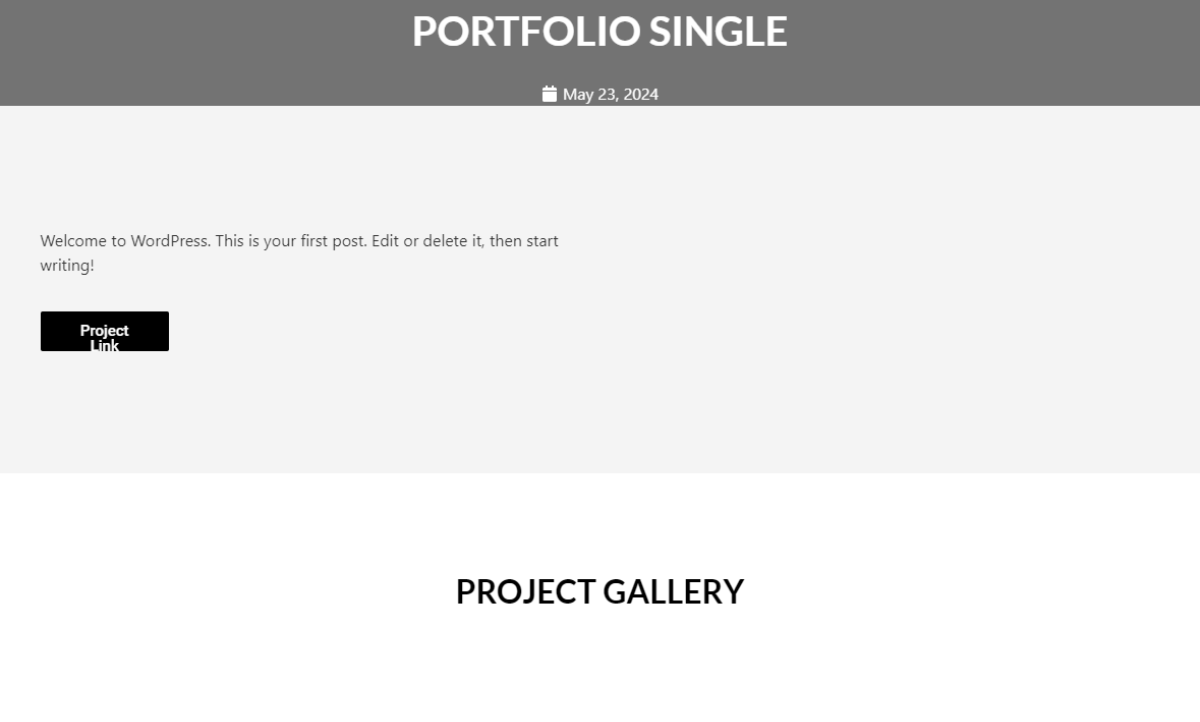 PORTFOLIO SINGLE
May 23, 2024
Welcome to WordPress. This is your first post. Edit or delete it, then start
writing!
Project
Link
PROJECT GALLERY